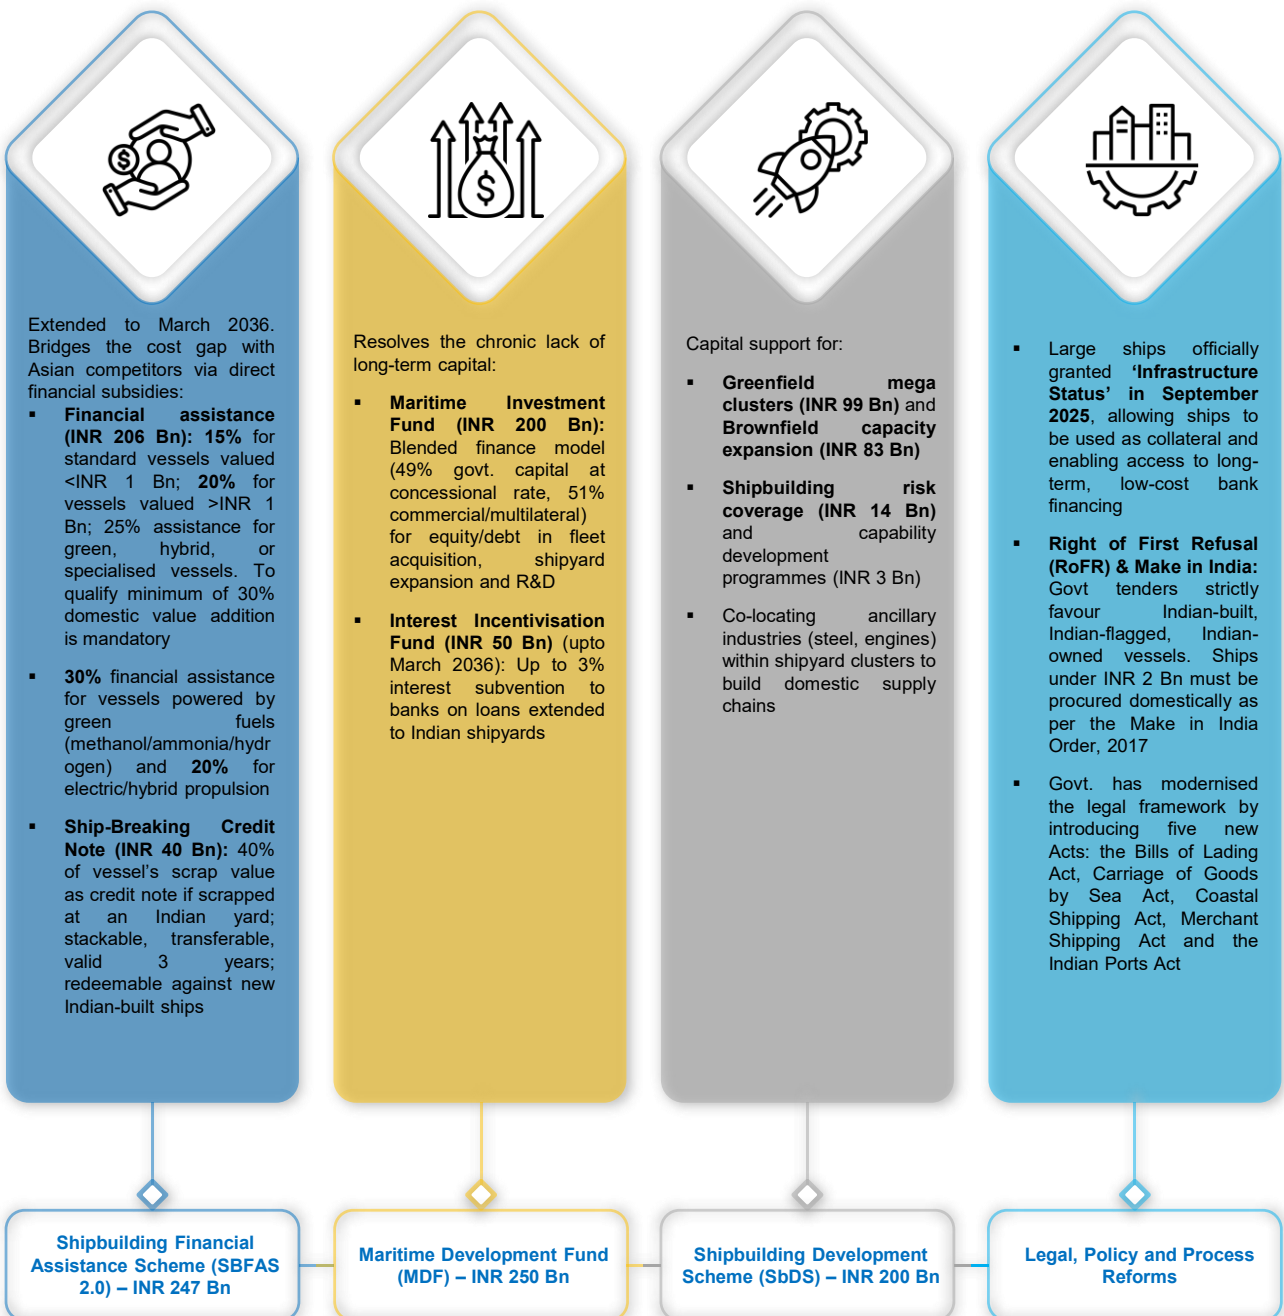 Extended to March 2036.
Bridges the cost gap with
Asian competitors via direct
financial subsidies:
▪ Financial assistance
(INR 206 Bn): 15% for
standard vessels valued
<INR 1 Bn; 20% for
vessels valued >INR 1
Bn; 25% assistance for
green, hybrid, or
specialised vessels. To
qualify minimum of 30%
domestic value addition
is mandatory
▪ 30% financial assistance
for vessels powered by
green fuels
(methanol/ammonia/hydr
ogen) and 20% for
electric/hybrid propulsion
▪ Ship-Breaking Credit
Note (INR 40 Bn): 40%
of vessel's scrap value
as credit note if scrapped
at an Indian yard;
stackable, transferable,
valid 3 years;
redeemable against new
Indian-built ships
Shipbuilding Financial
Assistance Scheme (SBFAS
2.0) – INR 247 Bn
Resolves the chronic lack of
long-term capital:
▪ Maritime Investment
Fund (INR 200 Bn):
Blended finance model
(49% govt. capital at
concessional rate, 51%
commercial/multilateral)
for equity/debt in fleet
acquisition, shipyard
expansion and R&D
▪ Interest Incentivisation
Fund (INR 50 Bn) (upto
March 2036): Up to 3%
interest subvention to
banks on loans extended
to Indian shipyards
Maritime Development Fund
(MDF) – INR 250 Bn
Capital support for:
▪ Greenfield mega
clusters (INR 99 Bn) and
Brownfield capacity
expansion (INR 83 Bn)
▪ Shipbuilding risk
coverage (INR 14 Bn)
and capability
development
programmes (INR 3 Bn)
▪ Co-locating ancillary
industries (steel, engines)
within shipyard clusters to
build domestic supply
chains
Shipbuilding Development
Scheme (SbDS) – INR 200 Bn
▪ Large ships officially
granted 'Infrastructure
Status' in September
2025, allowing ships to
be used as collateral and
enabling access to long-
term, low-cost bank
financing
▪ Right of First Refusal
(RoFR) & Make in India:
Govt tenders strictly
favour Indian-built,
Indian-flagged, Indian-
owned vessels. Ships
under INR 2 Bn must be
procured domestically as
per the Make in India
Order, 2017
▪ Govt. has modernised
the legal framework by
introducing five new
Acts: the Bills of Lading
Act, Carriage of Goods
by Sea Act, Coastal
Shipping Act, Merchant
Shipping Act and the
Indian Ports Act
Legal, Policy and Process
Reforms